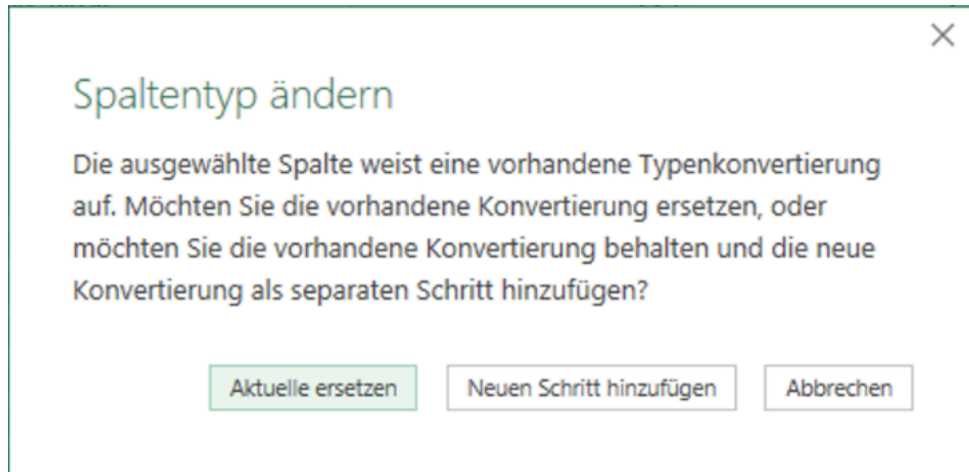 Spaltentyp ändern
Die ausgewählte Spalte weist eine vorhandene Typenkonvertierung
auf. Möchten Sie die vorhandene Konvertierung ersetzen, oder
möchten Sie die vorhandene Konvertierung behalten und die neue
Konvertierung als separaten Schritt hinzufügen?
Aktuelle ersetzen Neuen Schritt hinzufügen Abbrechen